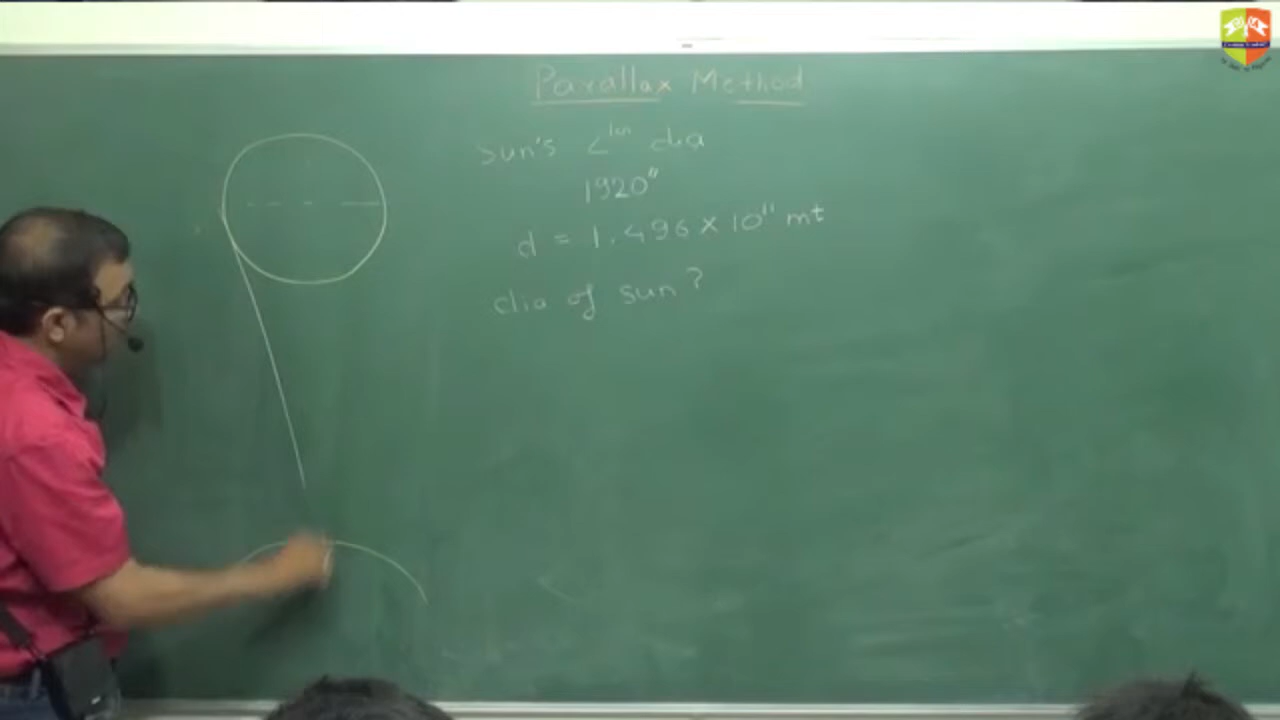 Parallax Method
Sun's ∠lar dia
1920"
d = 1.496 × 10¹¹ mt
dia of sun?